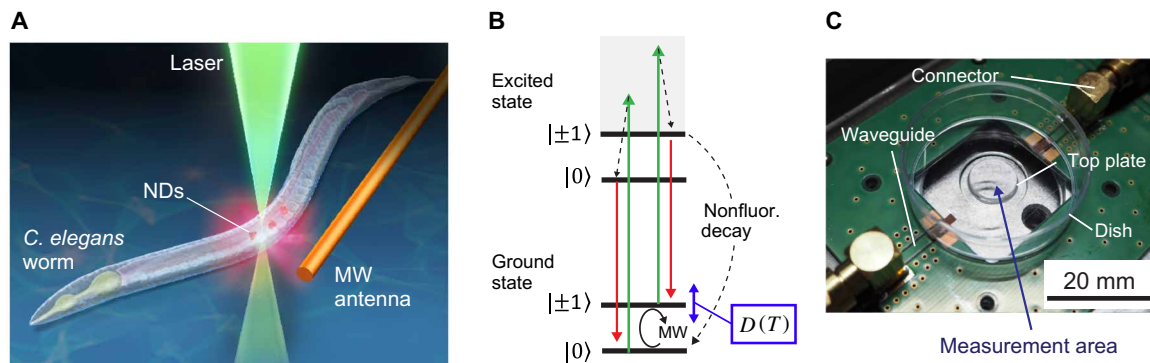 A
Laser
NDs
C. elegans
worm
MW
antenna
B
Excited
state
|±1⟩
|0⟩
Nonfluor.
decay
Ground
state
|±1⟩
MW
D(T)
|0⟩
C
Connector
Waveguide
Top plate
Dish
20 mm
Measurement area